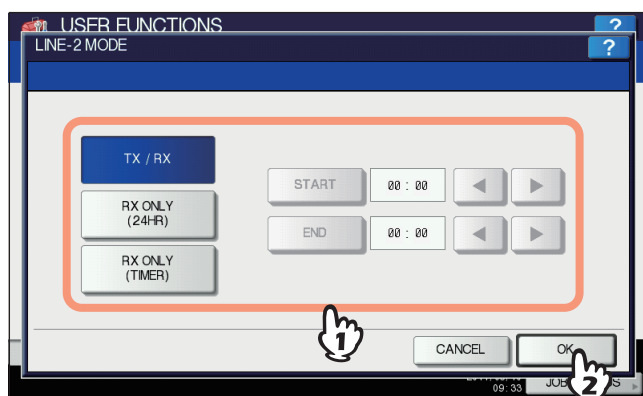 USER FUNCTIONS ?
LINE-2 MODE ?
TX / RX
RX ONLY
(24HR)
RX ONLY
(TIMER)
START 00 : 00
END 00 : 00
1
CANCEL OK
2
09:33 JOB